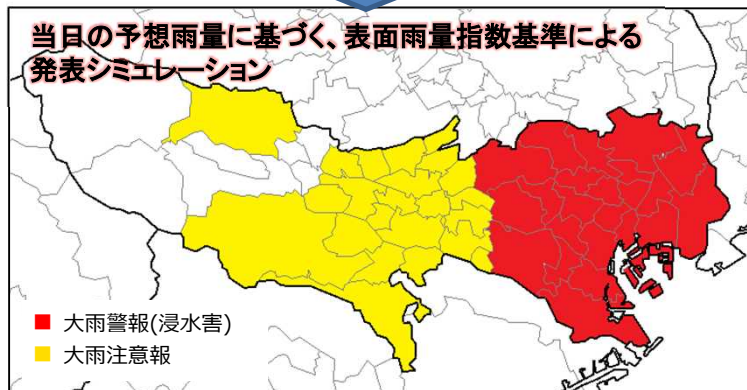 当日の予想雨量に基づく、表面雨量指数基準による
発表シミュレーション
大雨警報(浸水害)
大雨注意報